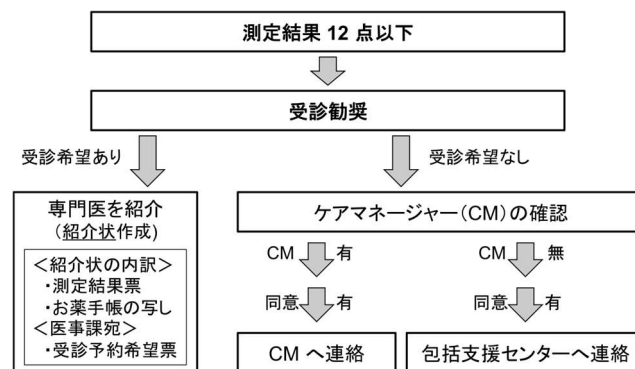 測定結果 12 点以下
受診勧奨
受診希望あり
受診希望なし
専門医を紹介
(紹介状作成)
<紹介状の内訳>
・測定結果票
・お薬手帳の写し
<医事課宛>
・受診予約希望票
ケアマネージャー(CM)の確認
CM 有
同意 有
CM へ連絡
CM 無
同意 有
包括支援センターへ連絡